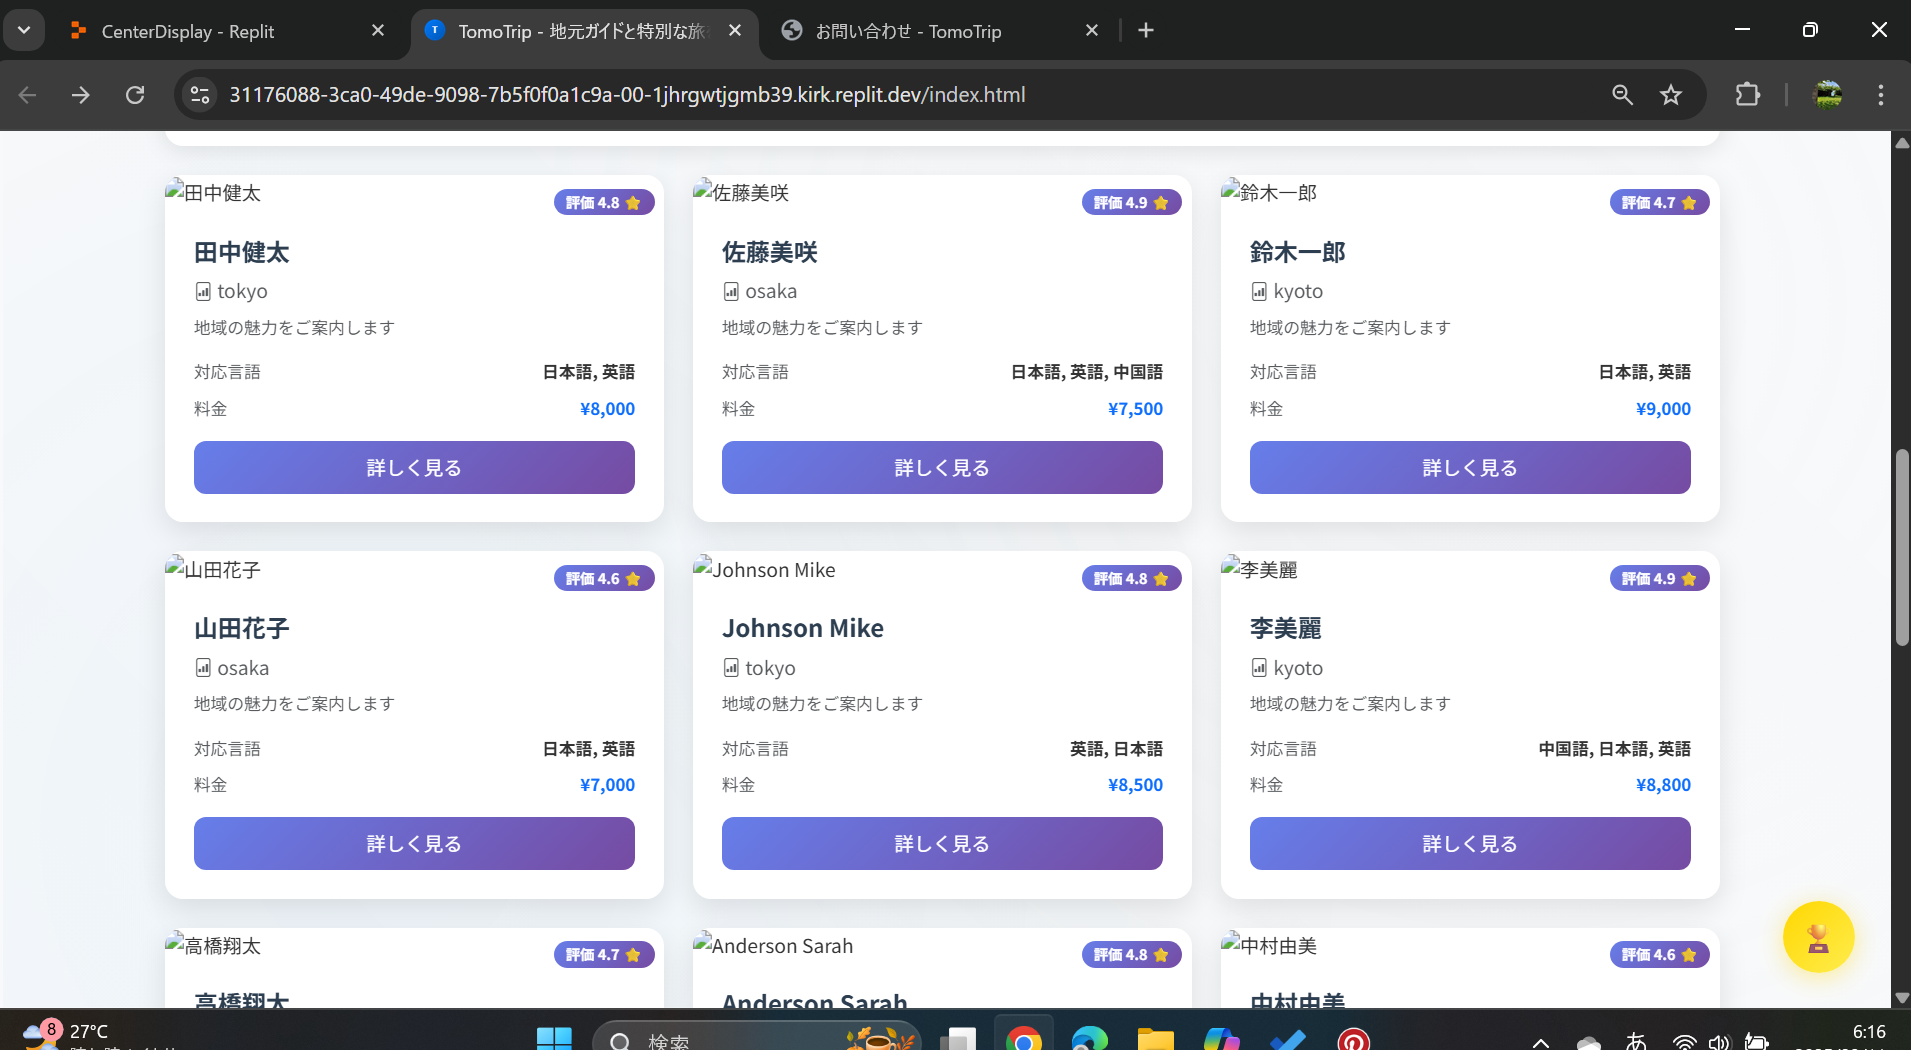 CenterDisplay - Replit
TomoTrip - 地元ガイドと特別な旅
お問い合わせ - TomoTrip
31176088-3ca0-49de-9098-7b5f0f0a1c9a-00-1jhrgwtjgmb39.kirk.replit.dev/index.html
田中健太
評価 4.8 ⭐
佐藤美咲
評価 4.9 ⭐
鈴木一郎
評価 4.7 ⭐
田中健太
佐藤美咲
鈴木一郎
tokyo
osaka
kyoto
地域の魅力をご案内します
地域の魅力をご案内します
地域の魅力をご案内します
対応言語 日本語, 英語
対応言語 日本語, 英語, 中国語
対応言語 日本語, 英語
料金 ¥8,000
料金 ¥7,500
料金 ¥9,000
詳しく見る
詳しく見る
詳しく見る
山田花子
評価 4.6 ⭐
Johnson Mike
評価 4.8 ⭐
李美麗
評価 4.9 ⭐
山田花子
Johnson Mike
李美麗
osaka
tokyo
kyoto
地域の魅力をご案内します
地域の魅力をご案内します
地域の魅力をご案内します
対応言語 日本語, 英語
対応言語 英語, 日本語
対応言語 中国語, 日本語, 英語
料金 ¥7,000
料金 ¥8,500
料金 ¥8,800
詳しく見る
詳しく見る
詳しく見る
高橋翔太
評価 4.7 ⭐
Anderson Sarah
評価 4.8 ⭐
中村由美
評価 4.6 ⭐
高橋翔太
Anderson Sarah
中村由美
8
27°C
検索
あ
6:16